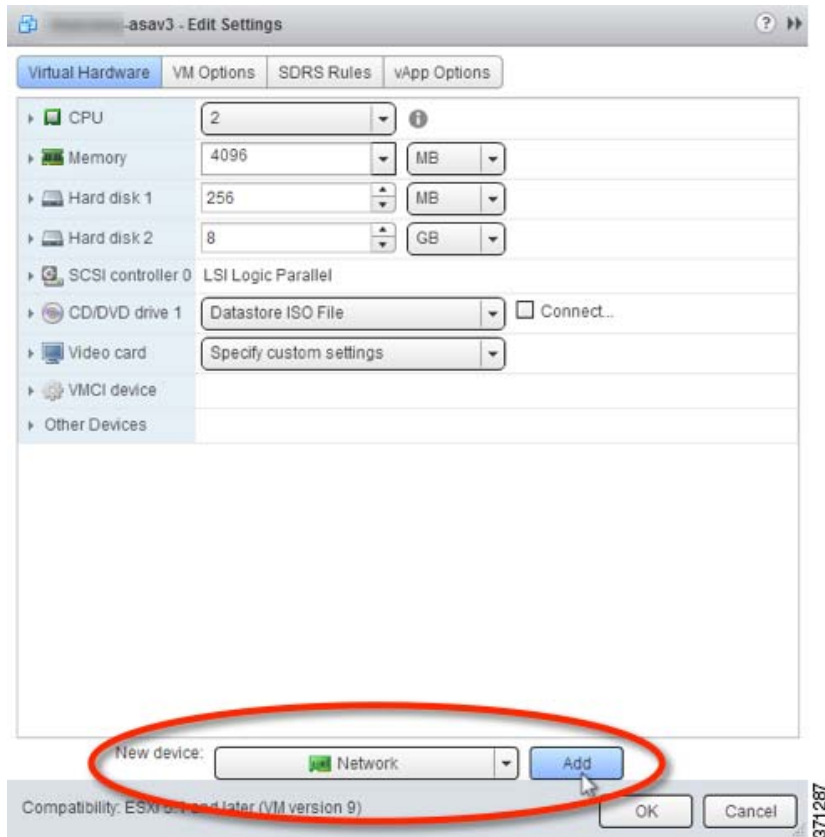 -asav3 - Edit Settings
Virtual Hardware VM Options SDRS Rules vApp Options
CPU 2
Memory 4096 MB
Hard disk 1 256 MB
Hard disk 2 8 GB
SCSI controller 0 LSI Logic Parallel
CD/DVD drive 1 Datastore ISO File Connect...
Video card Specify custom settings
VMCI device
Other Devices
New device: Network Add
Compatibility: ESXi and later (VM version 9) OK Cancel
371287